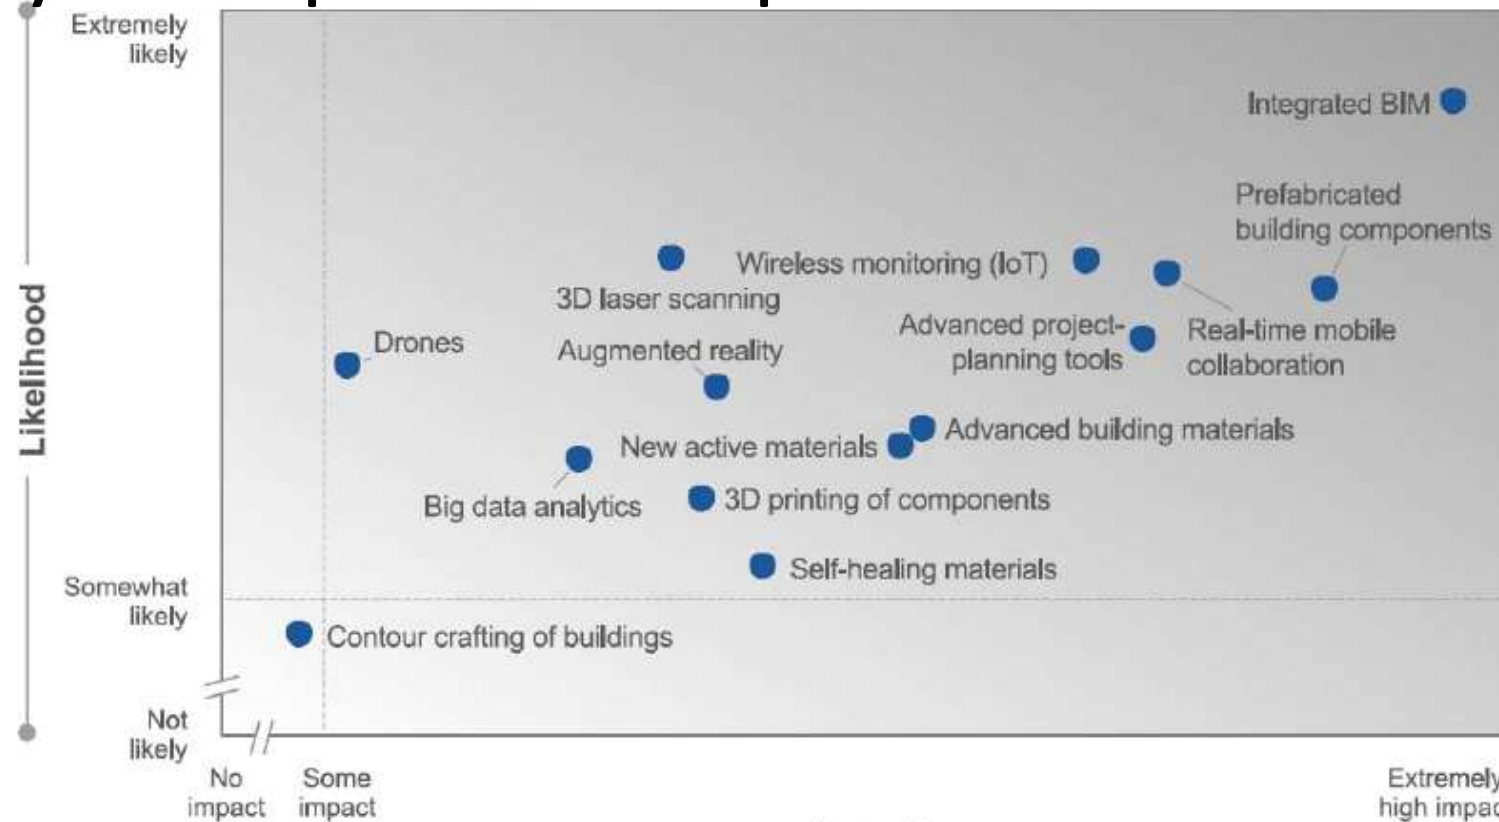 Extremely
likely
Integrated BIM
Prefabricated
building components
Wireless monitoring (IoT)
3D laser scanning
Advanced project-
planning tools
Real-time mobile
collaboration
Drones
Augmented reality
Likelihood
Advanced building materials
New active materials
Big data analytics
3D printing of components
Self-healing materials
Somewhat
likely
Contour crafting of buildings
Not
likely
No
impact
Some
impact
Extremely
high impac